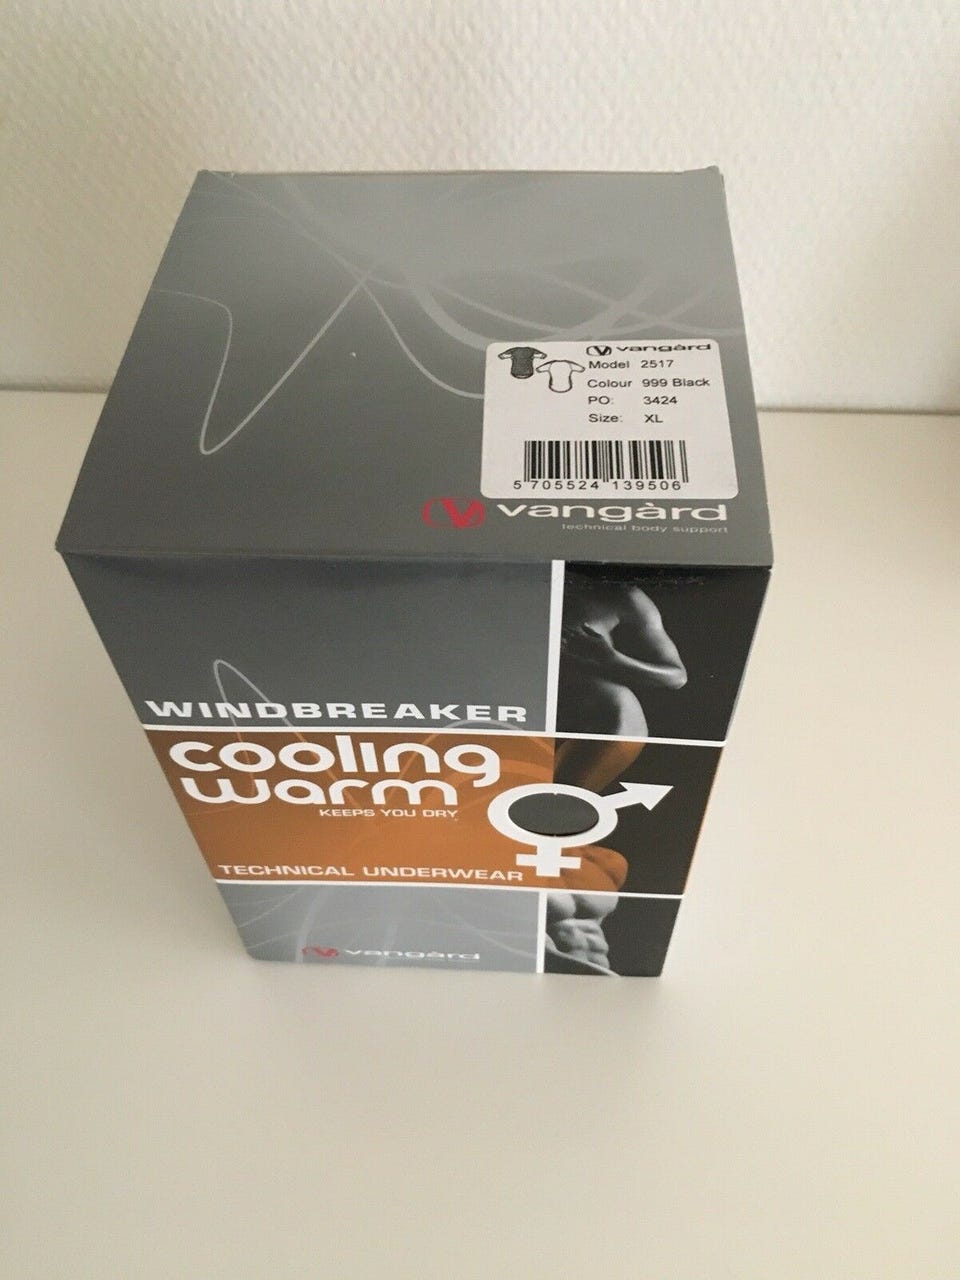 vangàrd
Model 2517
Colour 999 Black
PO: 3424
Size: XL
5 705524 139506
vangàrd
technical body support
WINDBREAKER
cooling
warm
KEEPS YOU DRY
TECHNICAL UNDERWEAR
vangàrd